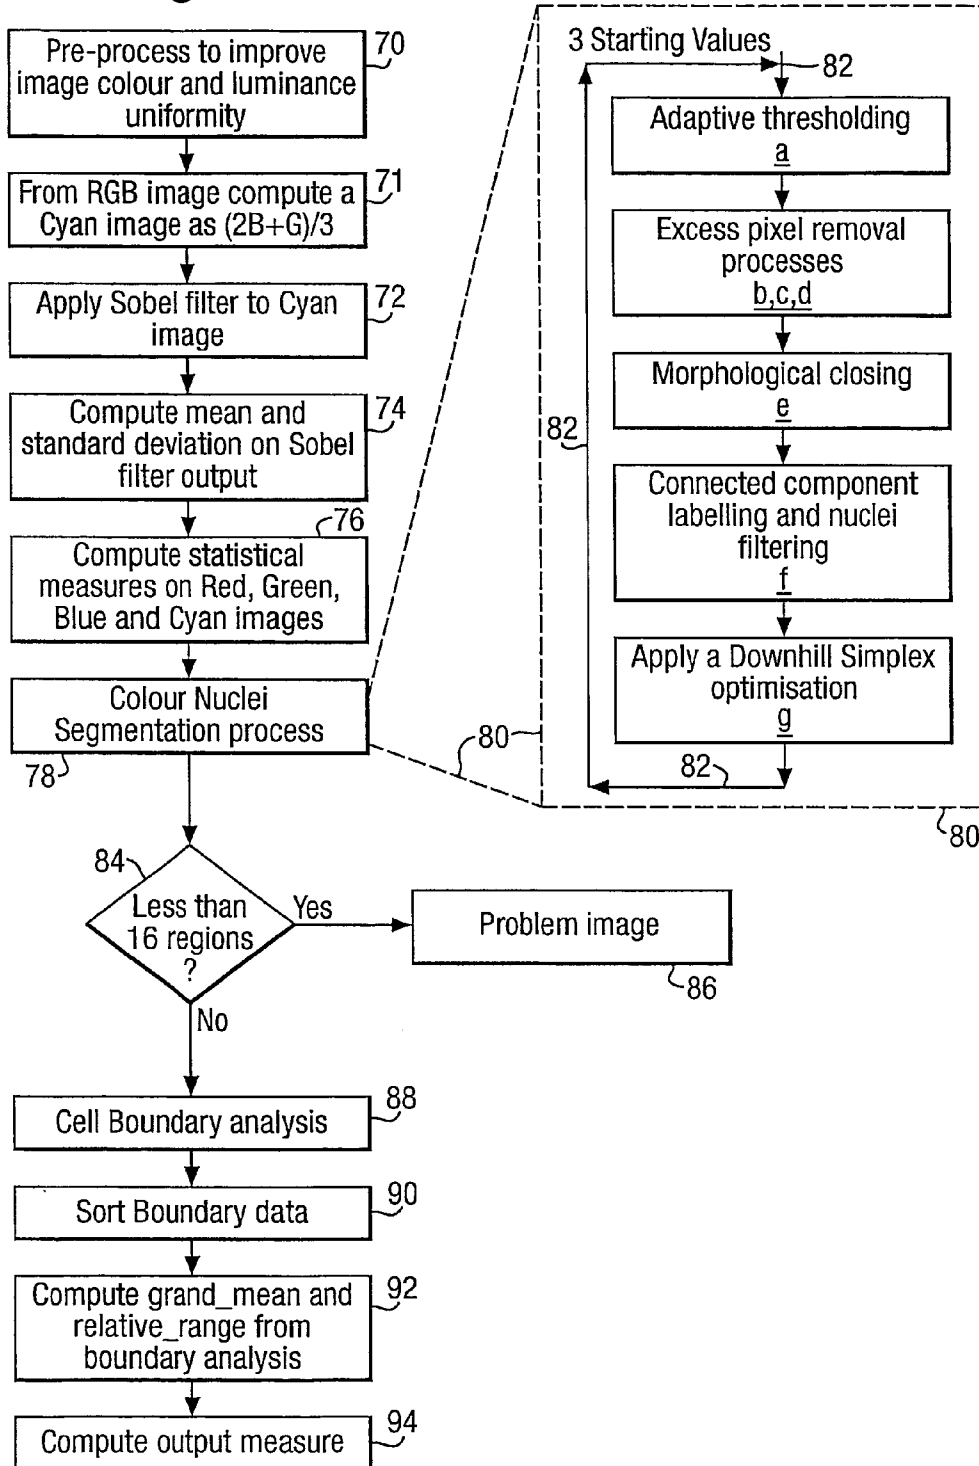 Pre-process to improve
image colour and luminance
uniformity
70
From RGB image compute a
Cyan image as (2B+G)/3
71
Apply Sobel filter to Cyan
image
72
Compute mean and
standard deviation on Sobel
filter output
74
76
Compute statistical
measures on Red, Green,
Blue and Cyan images
Colour Nuclei
Segmentation process
78
80
3 Starting Values
82
Adaptive thresholding
a
Excess pixel removal
processes
b,c,d
Morphological closing
e
82
Connected component
labelling and nuclei
filtering
f
Apply a Downhill Simplex
optimisation
g
82
80
84
Less than
16 regions
?
Yes
Problem image
86
No
Cell Boundary analysis
88
Sort Boundary data
90
Compute grand_mean and
relative_range from
boundary analysis
92
Compute output measure
94